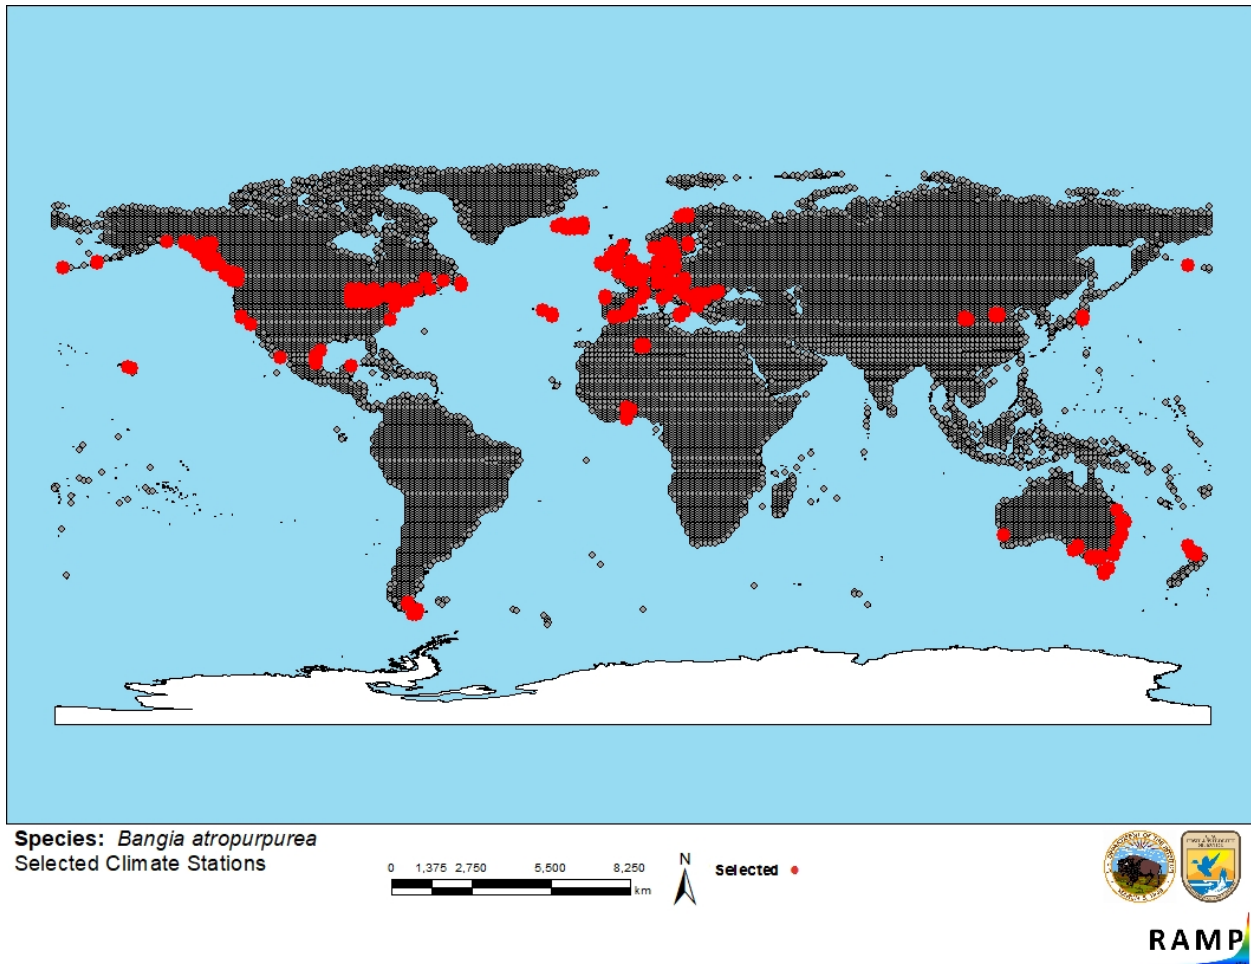 Species: Bangia atropurpurea
Selected Climate Stations
0 1,375 2,750 5,500 8,250
km
N
Selected
RAMP